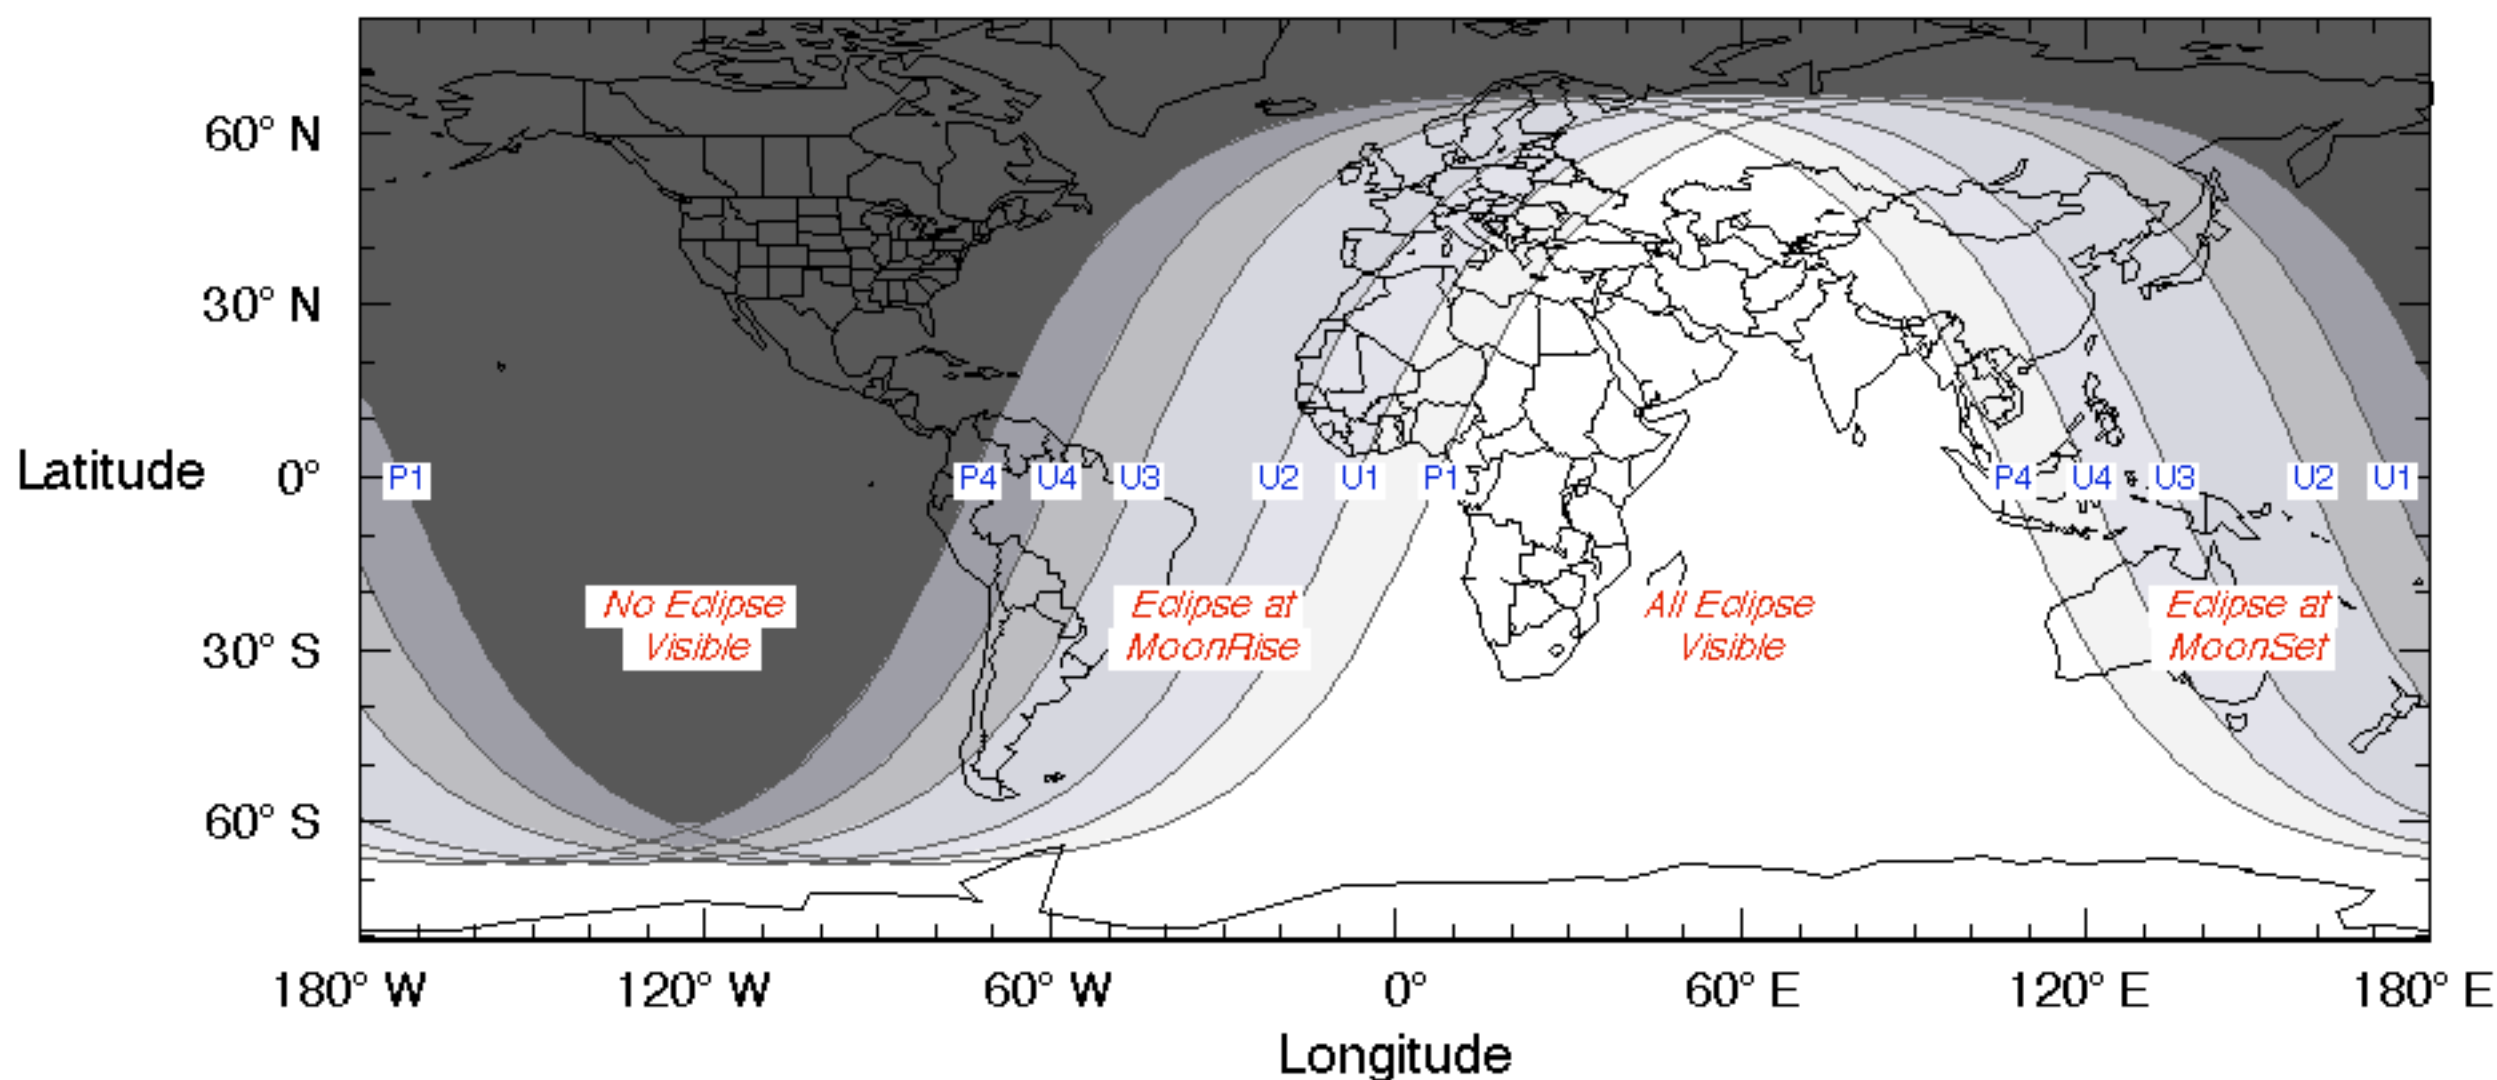 60° N
30° N
Latitude 0° P1 P4 U4 U3 U2 U1 P1 P4 U4 U3 U2 U1
No Eclipse
Visible
Eclipse at
MoonRise
All Eclipse
Visible
Eclipse at
MoonSet
30° S
60° S
180° W 120° W 60° W 0° 60° E 120° E 180° E
Longitude